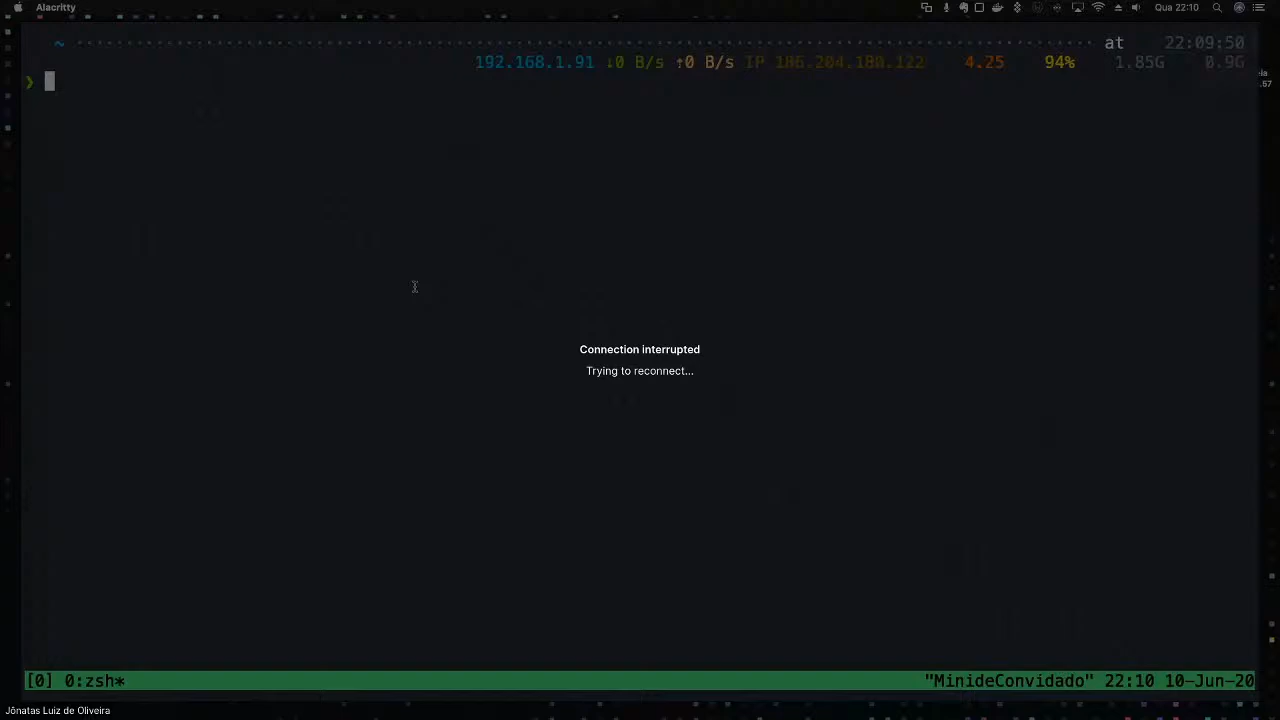 Alacritty
Qua 22:10
~ at 22:09:50
192.168.1.91 ↓0 B/s ↑0 B/s IP 186.204.180.122 4.25 94% 1.85G 0.9G
❯
Connection interrupted
Trying to reconnect...
[0] 0:zsh* "MinideConvidado" 22:10 10-Jun-20
Jônatas Luiz de Oliveira